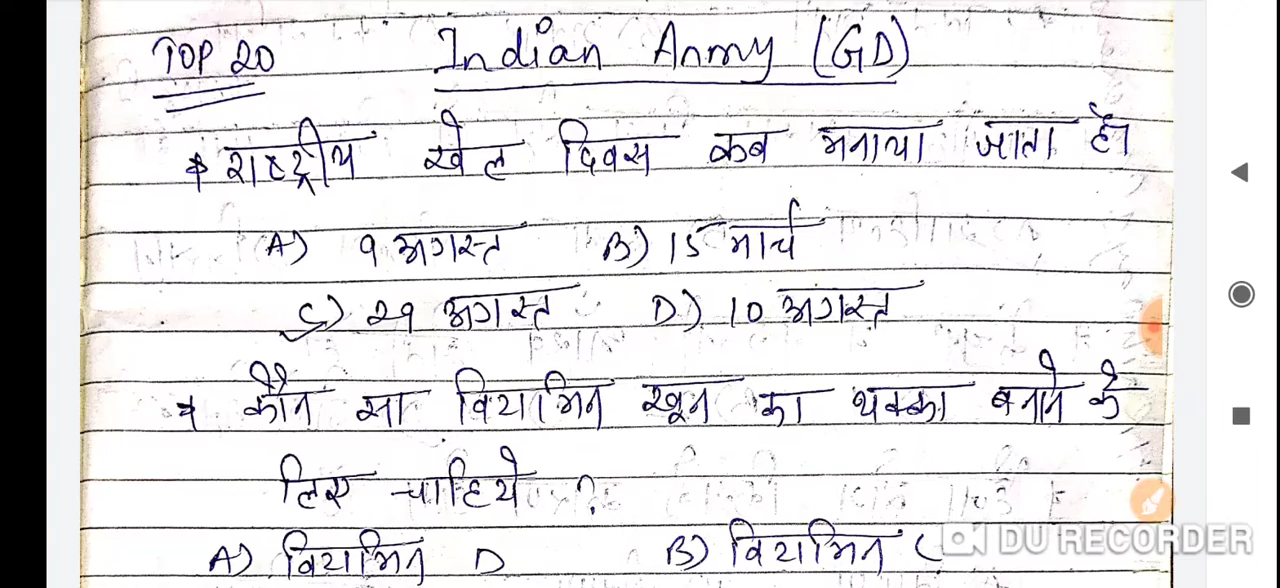 TOP 20 Indian Army (GD)
* राष्ट्रीय खेल दिवस कब मनाया जाता है।
A) 9 अगस्त B) 15 मार्च
C) 29 अगस्त D) 10 अगस्त
* कौन सा विटामिन खून का थक्का बनाने के
लिए चाहिये ?
A) विटामिन D B) विटामिन C
DU RECORDER